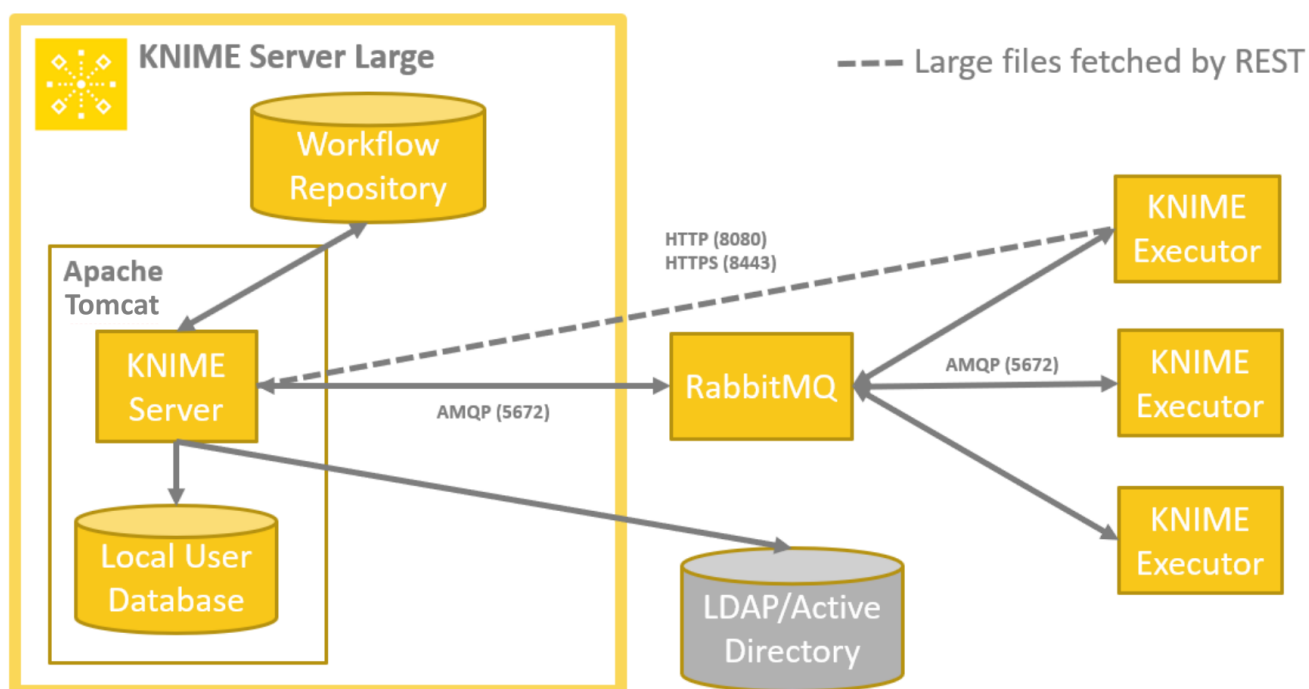 KNIME Server Large
Large files fetched by REST
Workflow
Repository
KNIME
Executor
HTTP (8080)
HTTPS (8443)
Apache
Tomcat
KNIME
Server
AMQP (5672)
RabbitMQ
AMQP (5672)
KNIME
Executor
KNIME
Executor
Local User
Database
LDAP/Active
Directory